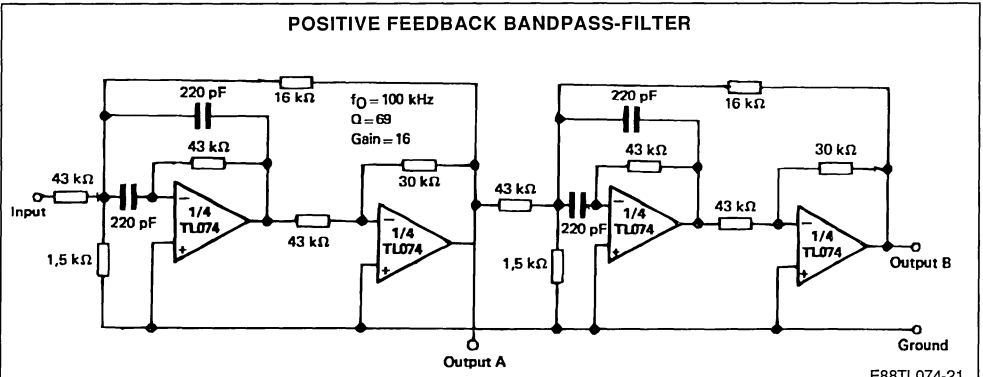 POSITIVE FEEDBACK BANDPASS-FILTER
16 kΩ
220 pF
43 kΩ
fO = 100 kHz
Q = 69
Gain = 16
30 kΩ
43 kΩ
Input
220 pF
1,5 kΩ
1/4
TL074
43 kΩ
1/4
TL074
Output A
16 kΩ
220 pF
43 kΩ
30 kΩ
43 kΩ
220 pF
1,5 kΩ
1/4
TL074
43 kΩ
1/4
TL074
Output B
Ground
E88TL074-21